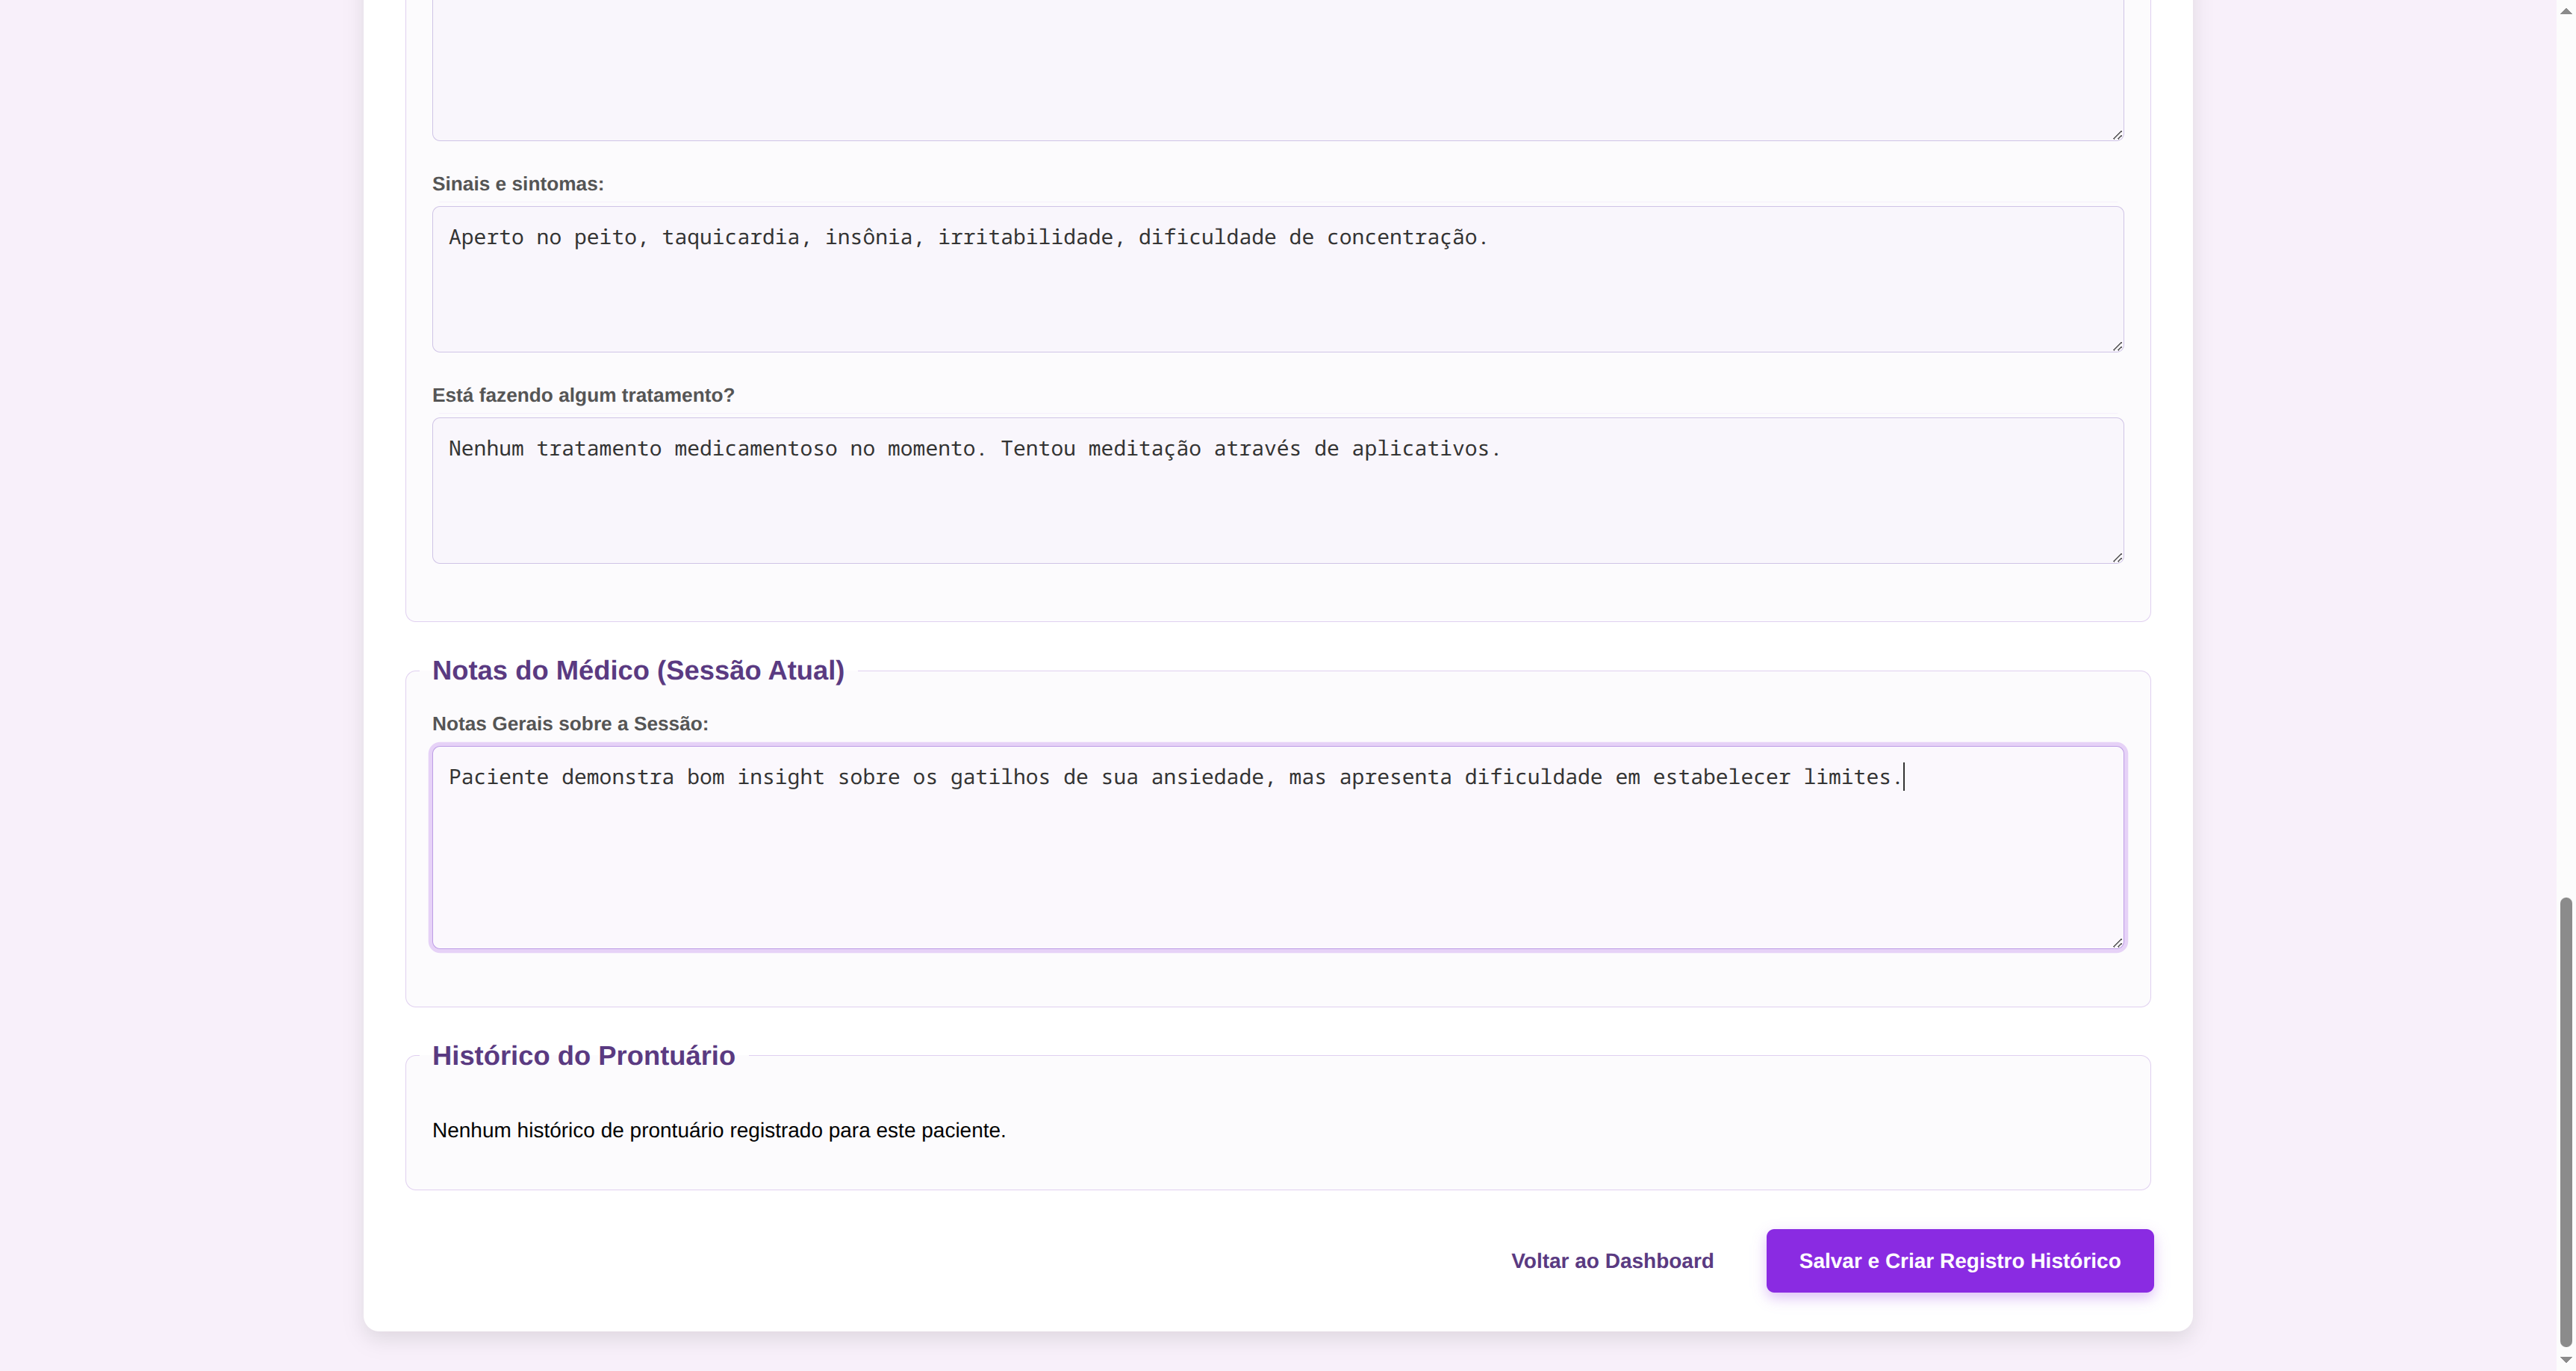 Sinais e sintomas:
Aperto no peito, taquicardia, insônia, irritabilidade, dificuldade de concentração.
Está fazendo algum tratamento?
Nenhum tratamento medicamentoso no momento. Tentou meditação através de aplicativos.
Notas do Médico (Sessão Atual)
Notas Gerais sobre a Sessão:
Paciente demonstra bom insight sobre os gatilhos de sua ansiedade, mas apresenta dificuldade em estabelecer limites.
Histórico do Prontuário
Nenhum histórico de prontuário registrado para este paciente.
Voltar ao Dashboard
Salvar e Criar Registro Histórico